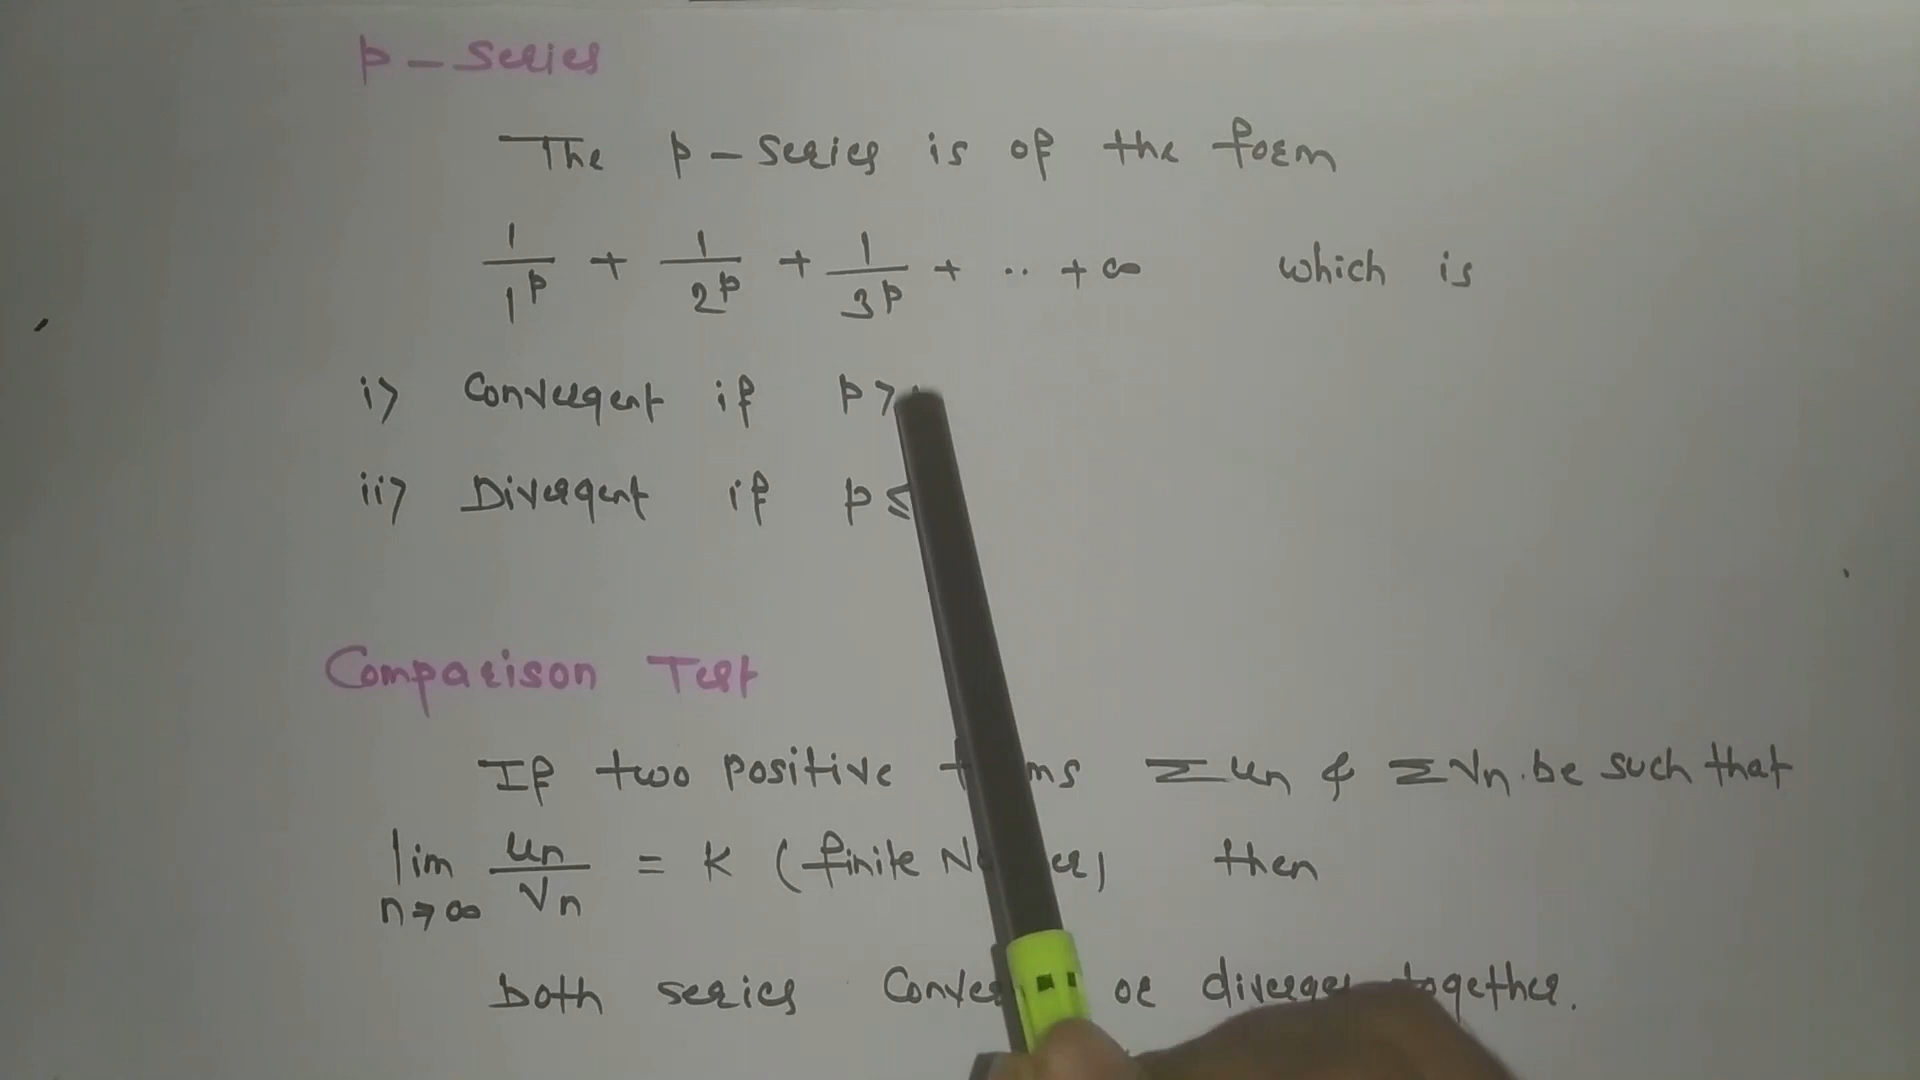 p - series
The p - series is of the form
1/1^p + 1/2^p + 1/3^p + .. + ∞ which is
i) Convergent if p >
ii) Divergent if p ≤
Comparison Test
If two positive Σun & Σvn. be such that
lim n→∞ un/vn = K (finite then
both series or diverges together.